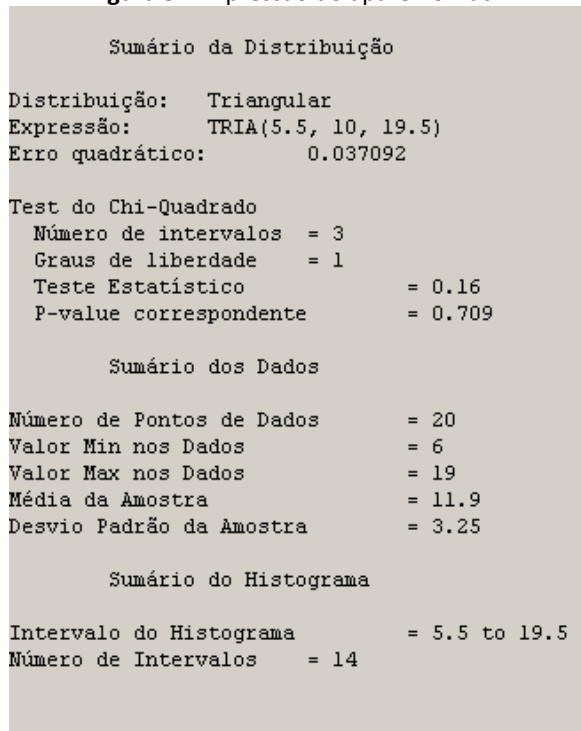 Sumário da Distribuição
Distribuição: Triangular
Expressão: TRIA(5.5, 10, 19.5)
Erro quadrático: 0.037092
Test do Chi-Quadrado
Número de intervalos = 3
Graus de liberdade = 1
Teste Estatístico = 0.16
P-value correspondente = 0.709
Sumário dos Dados
Número de Pontos de Dados = 20
Valor Min nos Dados = 6
Valor Max nos Dados = 19
Média da Amostra = 11.9
Desvio Padrão da Amostra = 3.25
Sumário do Histograma
Intervalo do Histograma = 5.5 to 19.5
Número de Intervalos = 14